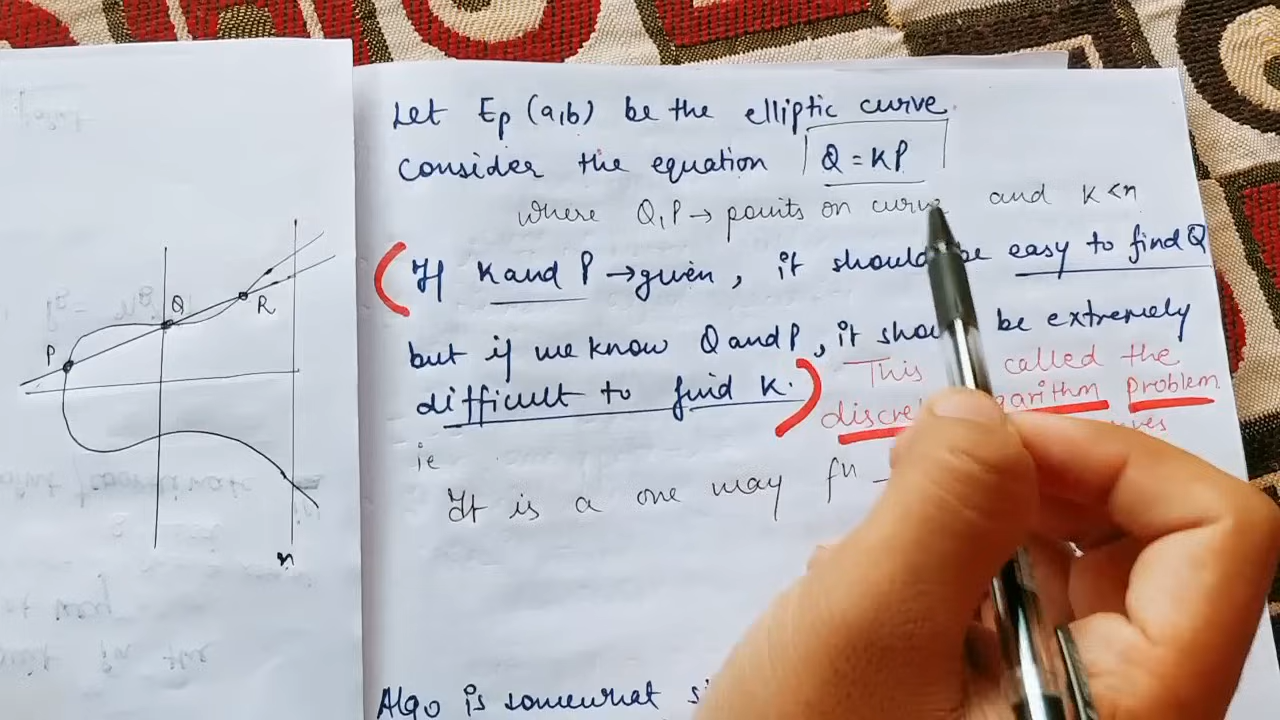 Let Ep (a,b) be the elliptic curve.
consider the equation Q = KP
where Q,P → points on curve and K < n
If K and P → given, it should be easy to find Q
but if we know Q and P, it should be extremely
difficult to find K.
This called the
discrete logarithm problem
ie
It is a one way fn
Algo is somewhat
P
Q
R
n